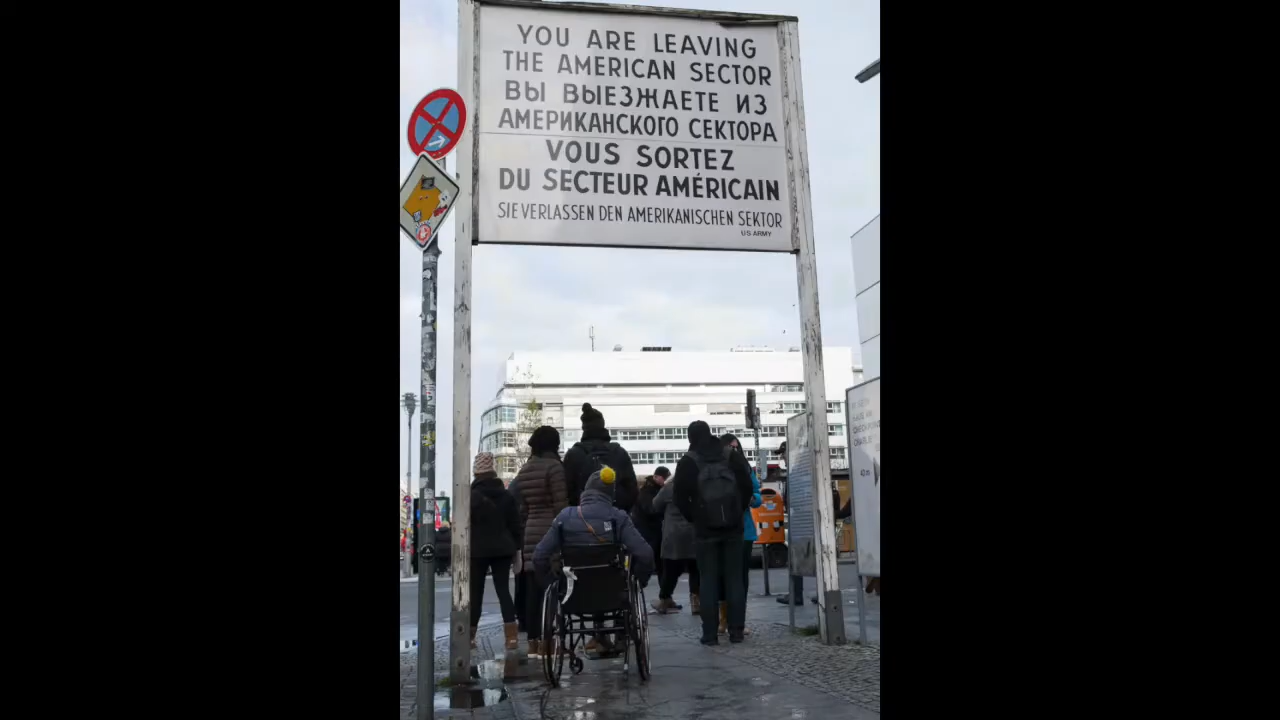 YOU ARE LEAVING
THE AMERICAN SECTOR
ВЫ ВЫЕЗЖАЕТЕ ИЗ
АМЕРИКАНСКОГО СЕКТОРА
VOUS SORTEZ
DU SECTEUR AMÉRICAIN
SIE VERLASSEN DEN AMERIKANISCHEN SEKTOR
US ARMY